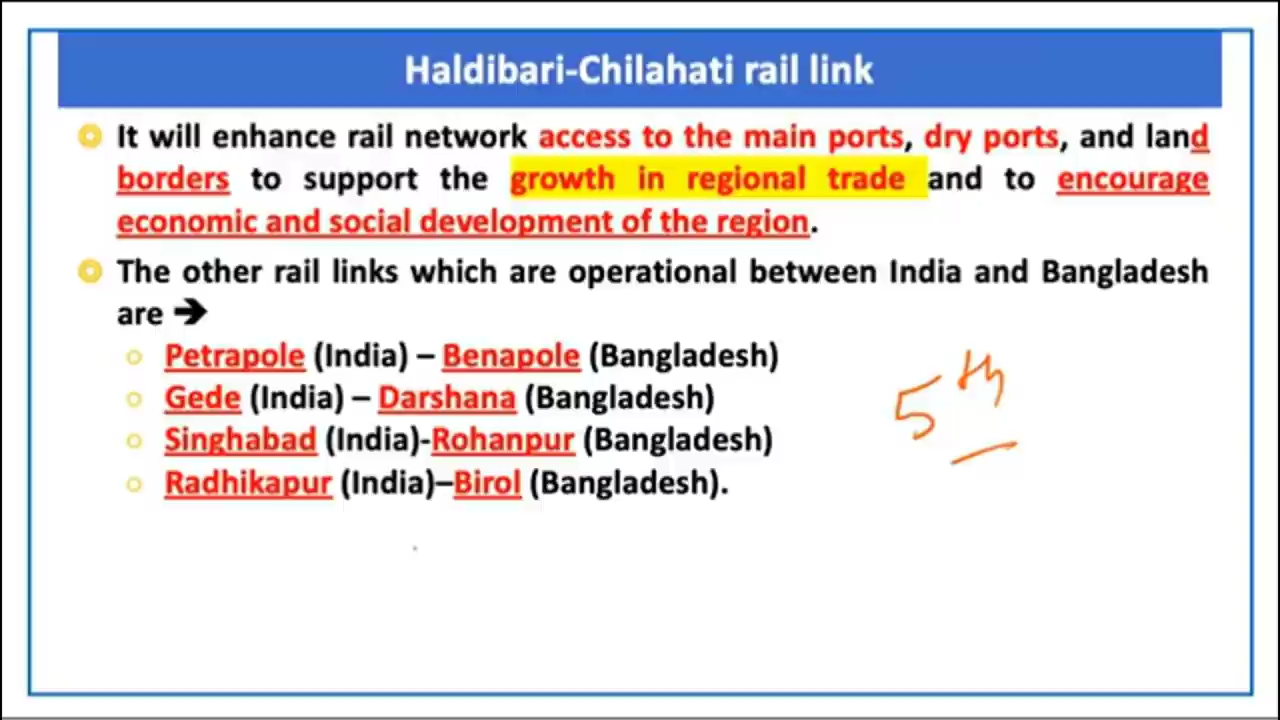 Haldibari-Chilahati rail link
It will enhance rail network access to the main ports, dry ports, and land
borders to support the growth in regional trade and to encourage
economic and social development of the region.
The other rail links which are operational between India and Bangladesh
are ➔
Petrapole (India) – Benapole (Bangladesh)
Gede (India) – Darshana (Bangladesh)
Singhabad (India)-Rohanpur (Bangladesh)
Radhikapur (India)–Birol (Bangladesh).
5th